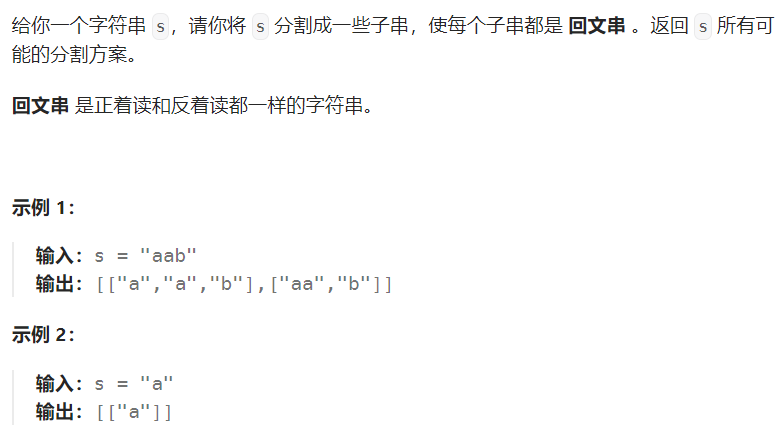 给你一个字符串 s，请你将 s 分割成一些子串，使每个子串都是 回文串 。返回 s 所有可
能的分割方案。
回文串 是正着读和反着读都一样的字符串。
示例 1：
输入：s = "aab"
输出：[["a","a","b"],["aa","b"]]
示例 2：
输入：s = "a"
输出：[["a"]]